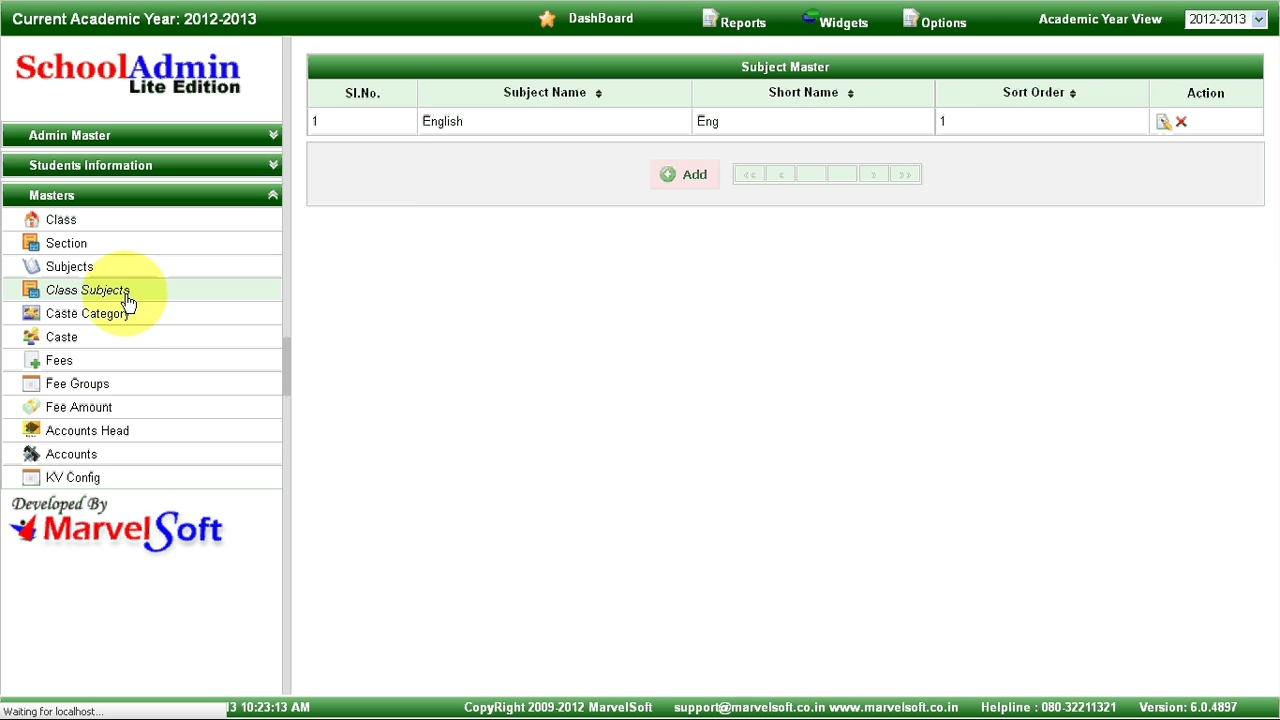 Current Academic Year: 2012-2013 DashBoard Reports Widgets Options Academic Year View 2012-2013
SchoolAdmin
Lite Edition
Admin Master
Students Information
Masters
Class
Section
Subjects
Class Subjects
Caste Category
Caste
Fees
Fee Groups
Fee Amount
Accounts Head
Accounts
KV Config
Developed By
MarvelSoft
Subject Master
Sl.No. Subject Name Short Name Sort Order Action
1 English Eng 1
Add << < > >>
Waiting for localhost... 13 10:23:13 AM CopyRight 2009-2012 MarvelSoft support@marvelsoft.co.in www.marvelsoft.co.in Helpline : 080-32211321 Version: 6.0.4897